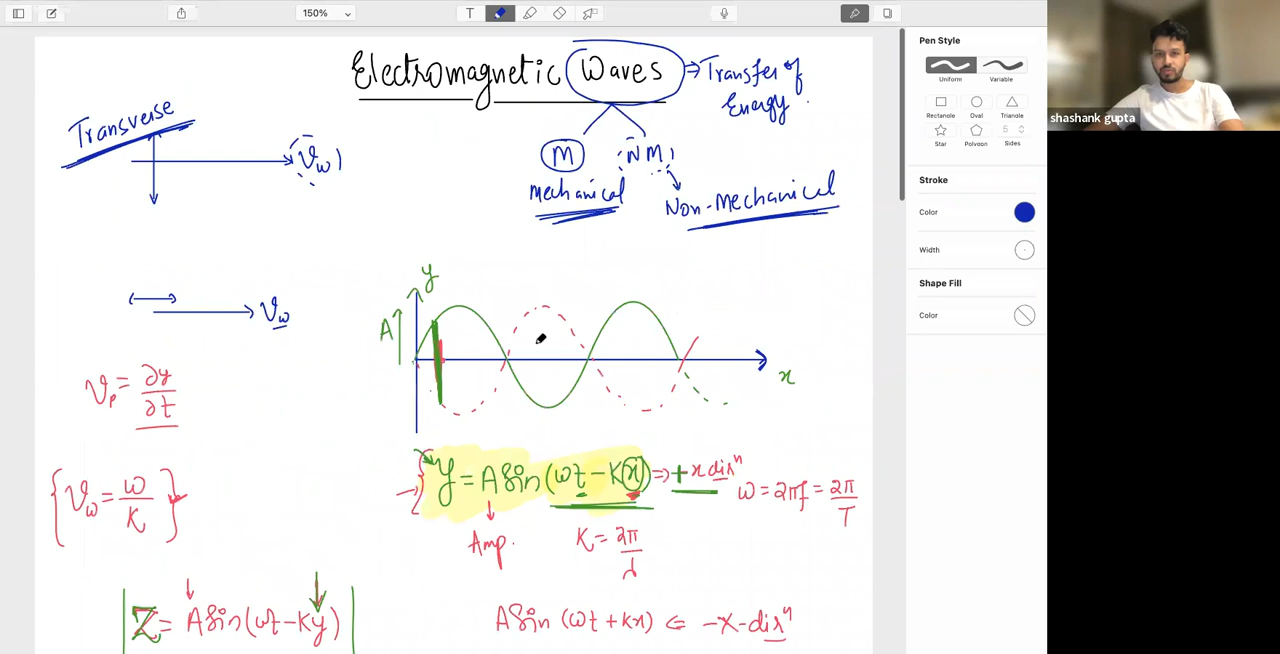 150%
T
Pen Style
Uniform
Variable
Rectangle
Oval
Triangle
Star
Polygon
5
Sides
Stroke
Color
Width
Shape Fill
Color
shashank gupta
Electromagnetic Waves → Transfer of
Energy
Transverse
Vw
M
NM
mechanical
Non-Mechanical
Vw
y
A
x
Vp = ∂y/∂t
{Vw = ω/K}
y = A sin(ωt − Kx) ⇒ +x dirⁿ
ω = 2πf = 2π/T
Amp.
K = 2π/λ
Z = A sin(ωt − Ky)
A sin(ωt + Kx) ⇐ −x-dirⁿ